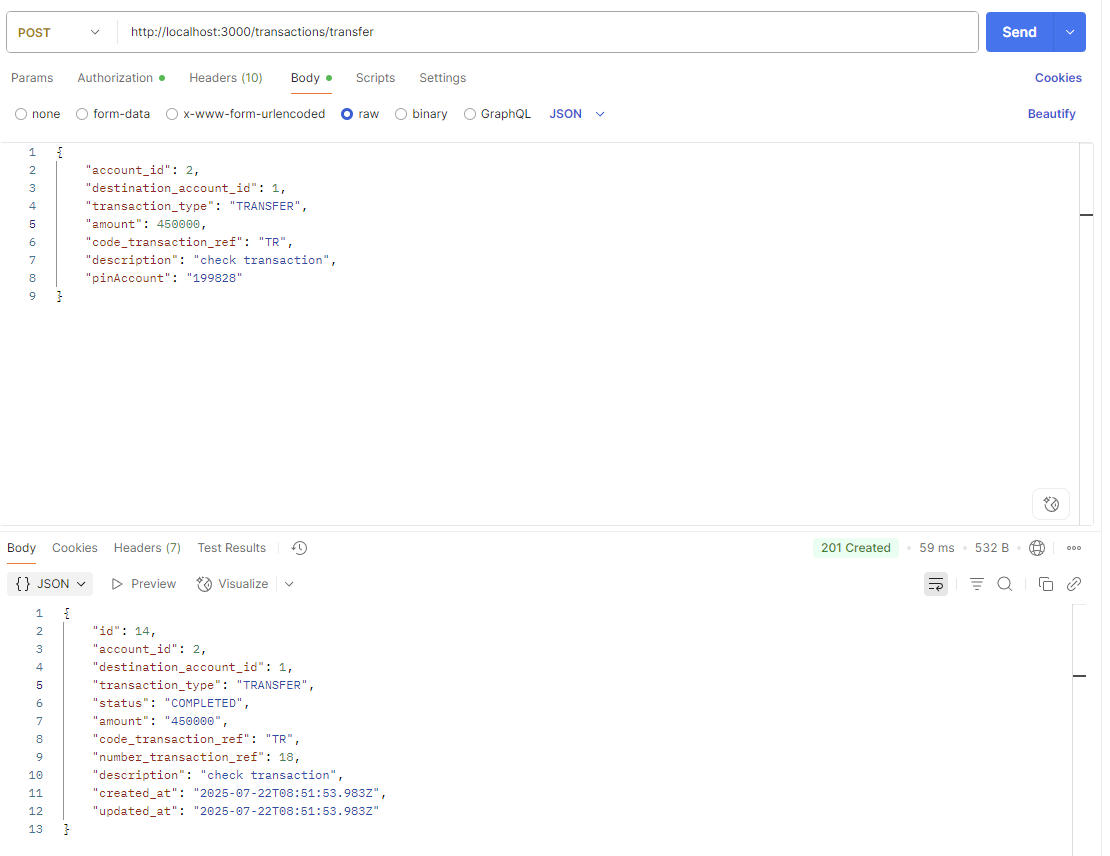 POST http://localhost:3000/transactions/transfer Send
Params Authorization Headers (10) Body Scripts Settings Cookies
none form-data x-www-form-urlencoded raw binary GraphQL JSON Beautify
1 {
2 "account_id": 2,
3 "destination_account_id": 1,
4 "transaction_type": "TRANSFER",
5 "amount": 450000,
6 "code_transaction_ref": "TR",
7 "description": "check transaction",
8 "pinAccount": "199828"
9 }
Body Cookies Headers (7) Test Results 201 Created • 59 ms • 532 B •
{} JSON Preview Visualize
1 {
2 "id": 14,
3 "account_id": 2,
4 "destination_account_id": 1,
5 "transaction_type": "TRANSFER",
6 "status": "COMPLETED",
7 "amount": "450000",
8 "code_transaction_ref": "TR",
9 "number_transaction_ref": 18,
10 "description": "check transaction",
11 "created_at": "2025-07-22T08:51:53.983Z",
12 "updated_at": "2025-07-22T08:51:53.983Z"
13 }